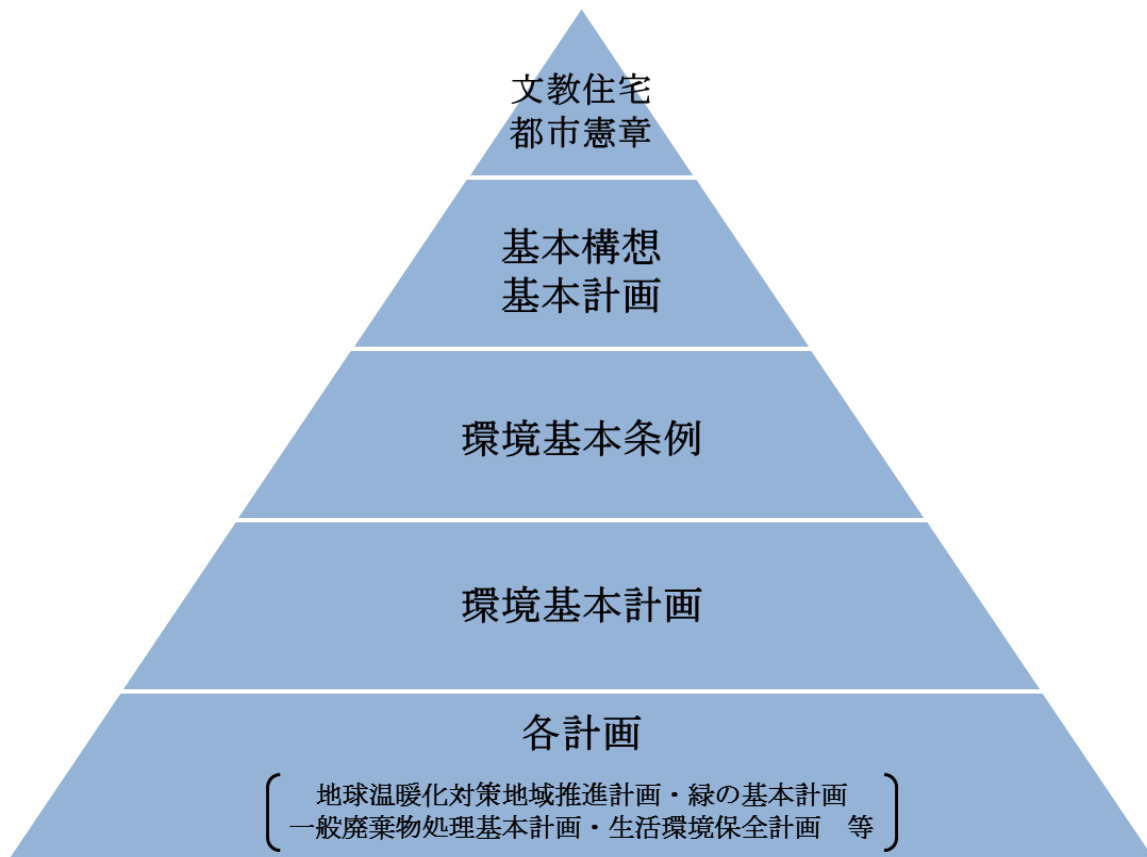 文教住宅
都市憲章
基本構想
基本計画
環境基本条例
環境基本計画
各計画
地球温暖化対策地域推進計画・緑の基本計画
一般廃棄物処理基本計画・生活環境保全計画　等